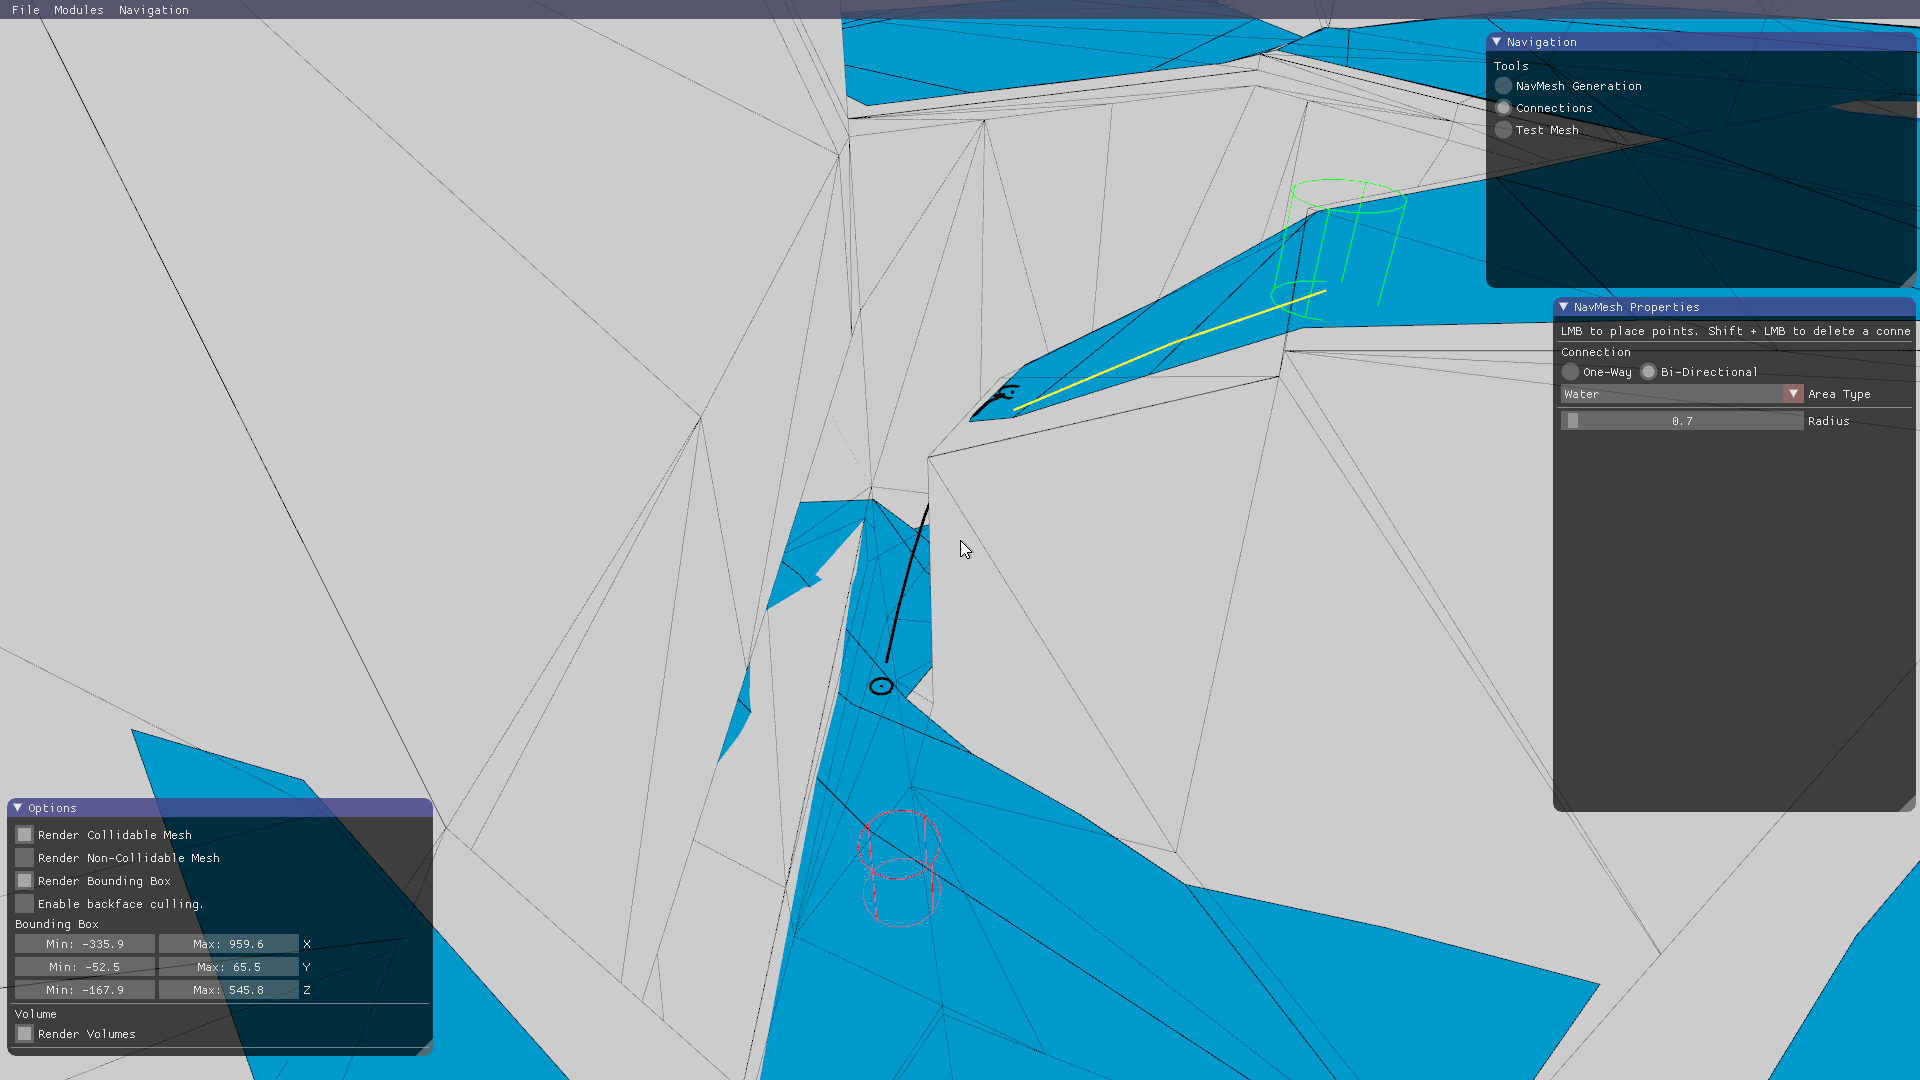 File Modules Navigation
Navigation
Tools
NavMesh Generation
Connections
Test Mesh
NavMesh Properties
LMB to place points. Shift + LMB to delete a conne
Connection
One-Way Bi-Directional
Water Area Type
0.7 Radius
Options
Render Collidable Mesh
Render Non-Collidable Mesh
Render Bounding Box
Enable backface culling.
Bounding Box
Min: -335.9 Max: 959.6 X
Min: -52.5 Max: 65.5 Y
Min: -167.9 Max: 545.8 Z
Volume
Render Volumes